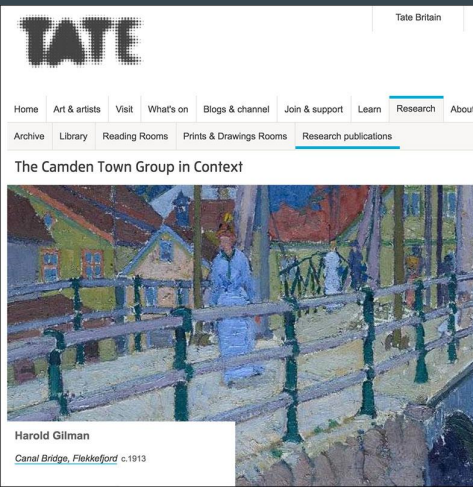 Tate Britain
TATE
Home Art & artists Visit What's on Blogs & channel Join & support Learn Research About
Archive Library Reading Rooms Prints & Drawings Rooms Research publications
The Camden Town Group in Context
Harold Gilman
Canal Bridge, Flekkefjord c.1913